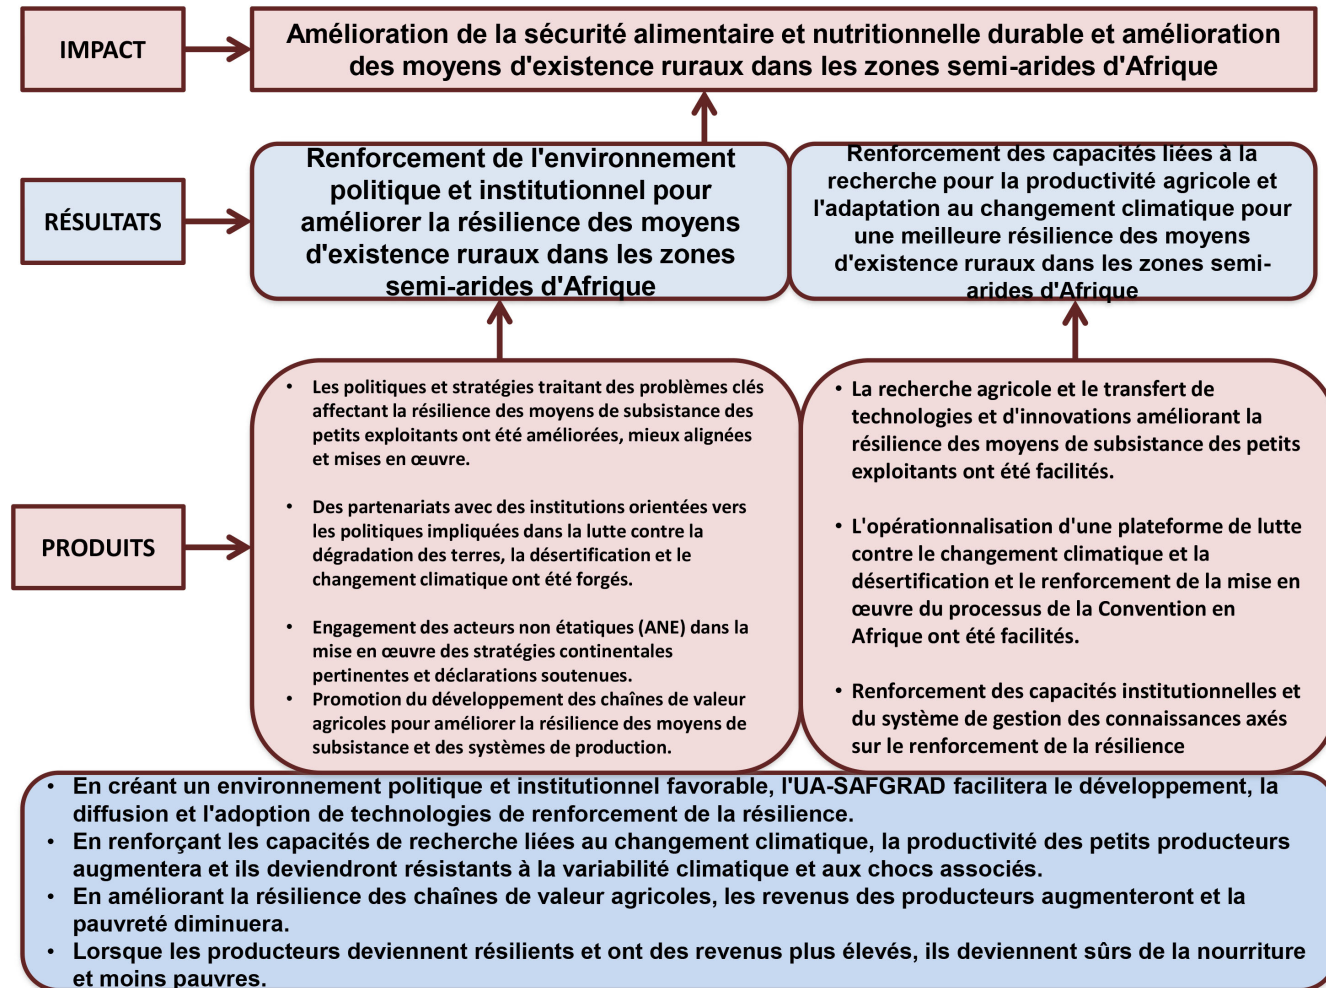 IMPACT
Amélioration de la sécurité alimentaire et nutritionnelle durable et amélioration
des moyens d'existence ruraux dans les zones semi-arides d'Afrique
RÉSULTATS
Renforcement de l'environnement
politique et institutionnel pour
améliorer la résilience des moyens
d'existence ruraux dans les zones
semi-arides d'Afrique
Renforcement des capacités liées à la
recherche pour la productivité agricole et
l'adaptation au changement climatique pour
une meilleure résilience des moyens
d'existence ruraux dans les zones semi-
arides d'Afrique
PRODUITS
• Les politiques et stratégies traitant des problèmes clés
affectant la résilience des moyens de subsistance des
petits exploitants ont été améliorées, mieux alignées
et mises en œuvre.
• Des partenariats avec des institutions orientées vers
les politiques impliquées dans la lutte contre la
dégradation des terres, la désertification et le
changement climatique ont été forgés.
• Engagement des acteurs non étatiques (ANE) dans la
mise en œuvre des stratégies continentales
pertinentes et déclarations soutenues.
• Promotion du développement des chaînes de valeur
agricoles pour améliorer la résilience des moyens de
subsistance et des systèmes de production.
• La recherche agricole et le transfert de
technologies et d'innovations améliorant la
résilience des moyens de subsistance des petits
exploitants ont été facilités.
• L'opérationnalisation d'une plateforme de lutte
contre le changement climatique et la
désertification et le renforcement de la mise en
œuvre du processus de la Convention en
Afrique ont été facilités.
• Renforcement des capacités institutionnelles et
du système de gestion des connaissances axés
sur le renforcement de la résilience
• En créant un environnement politique et institutionnel favorable, l'UA-SAFGRAD facilitera le développement, la
diffusion et l'adoption de technologies de renforcement de la résilience.
• En renforçant les capacités de recherche liées au changement climatique, la productivité des petits producteurs
augmentera et ils deviendront résistants à la variabilité climatique et aux chocs associés.
• En améliorant la résilience des chaînes de valeur agricoles, les revenus des producteurs augmenteront et la
pauvreté diminuera.
• Lorsque les producteurs deviennent résilients et ont des revenus plus élevés, ils deviennent sûrs de la nourriture
et moins pauvres.